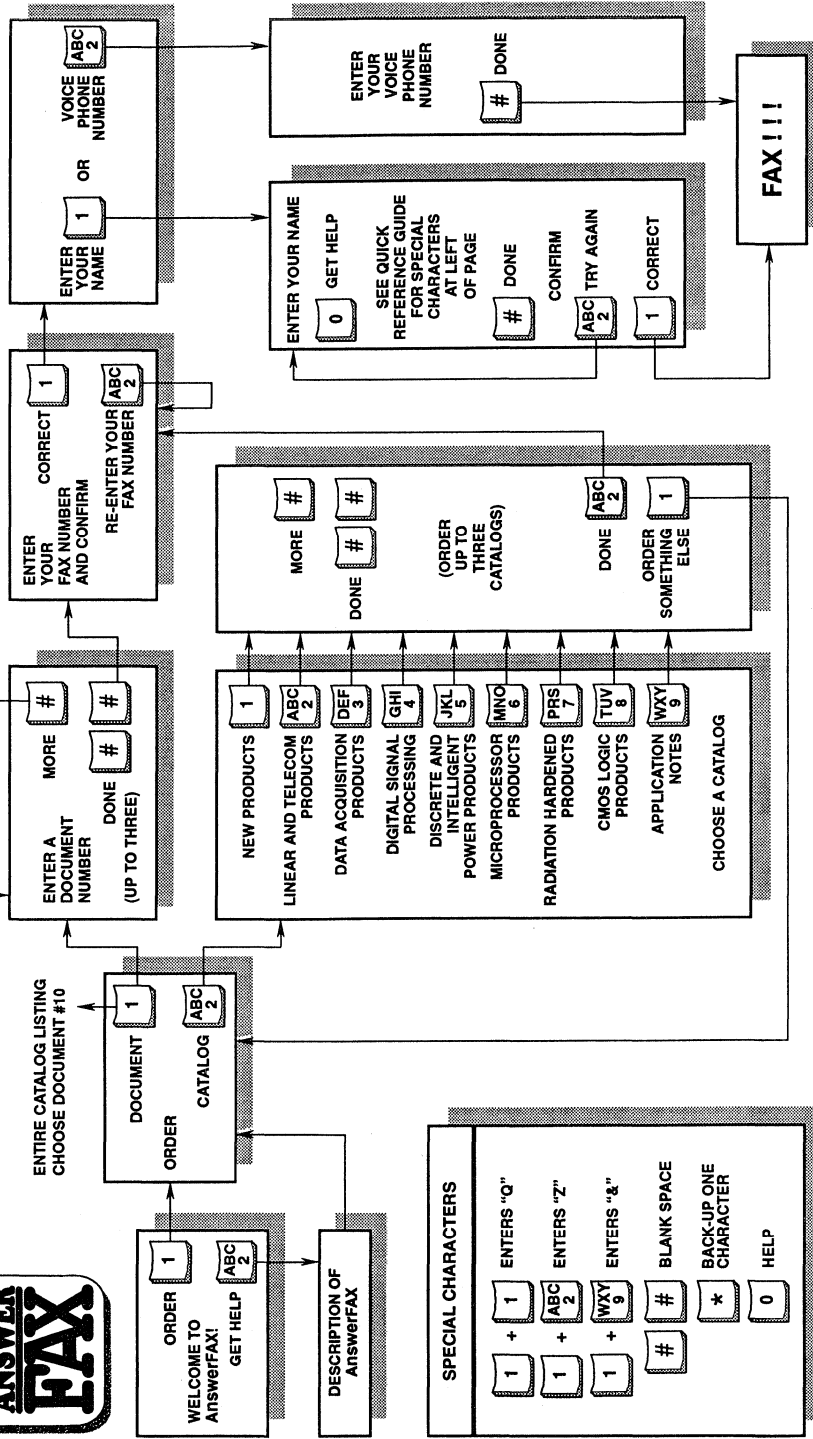 ANSWER
FAX
WELCOME TO
AnswerFAX!
ORDER
1
GET HELP
ABC
2
DESCRIPTION OF
AnswerFAX
ENTIRE CATALOG LISTING
CHOOSE DOCUMENT #10
ORDER
DOCUMENT
1
CATALOG
ABC
2
ENTER A
DOCUMENT
NUMBER
MORE
#
DONE
# #
(UP TO THREE)
ENTER
YOUR
FAX NUMBER
AND CONFIRM
CORRECT
1
RE-ENTER YOUR
FAX NUMBER
ABC
2
ENTER
YOUR
NAME
1
OR
VOICE
PHONE
NUMBER
ABC
2
NEW PRODUCTS
1
LINEAR AND TELECOM
PRODUCTS
ABC
2
DATA ACQUISITION
PRODUCTS
DEF
3
DIGITAL SIGNAL
PROCESSING
GHI
4
DISCRETE AND
INTELLIGENT
POWER PRODUCTS
JKL
5
MICROPROCESSOR
PRODUCTS
MNO
6
RADIATION HARDENED
PRODUCTS
PRS
7
CMOS LOGIC
PRODUCTS
TUV
8
APPLICATION
NOTES
WXY
9
CHOOSE A CATALOG
MORE
#
DONE
# #
(ORDER
UP TO
THREE
CATALOGS)
DONE
ABC
2
ORDER
SOMETHING
ELSE
1
ENTER YOUR NAME
0
GET HELP
SEE QUICK
REFERENCE GUIDE
FOR SPECIAL
CHARACTERS
AT LEFT
OF PAGE
#
DONE
CONFIRM
ABC
2
TRY AGAIN
1
CORRECT
ENTER
YOUR
VOICE
PHONE
NUMBER
#
DONE
FAX ! ! !
SPECIAL CHARACTERS
1 + 1 ENTERS "Q"
1 + ABC 2 ENTERS "Z"
1 + WXY 9 ENTERS "&"
# # BLANK SPACE
* BACK-UP ONE
CHARACTER
0 HELP